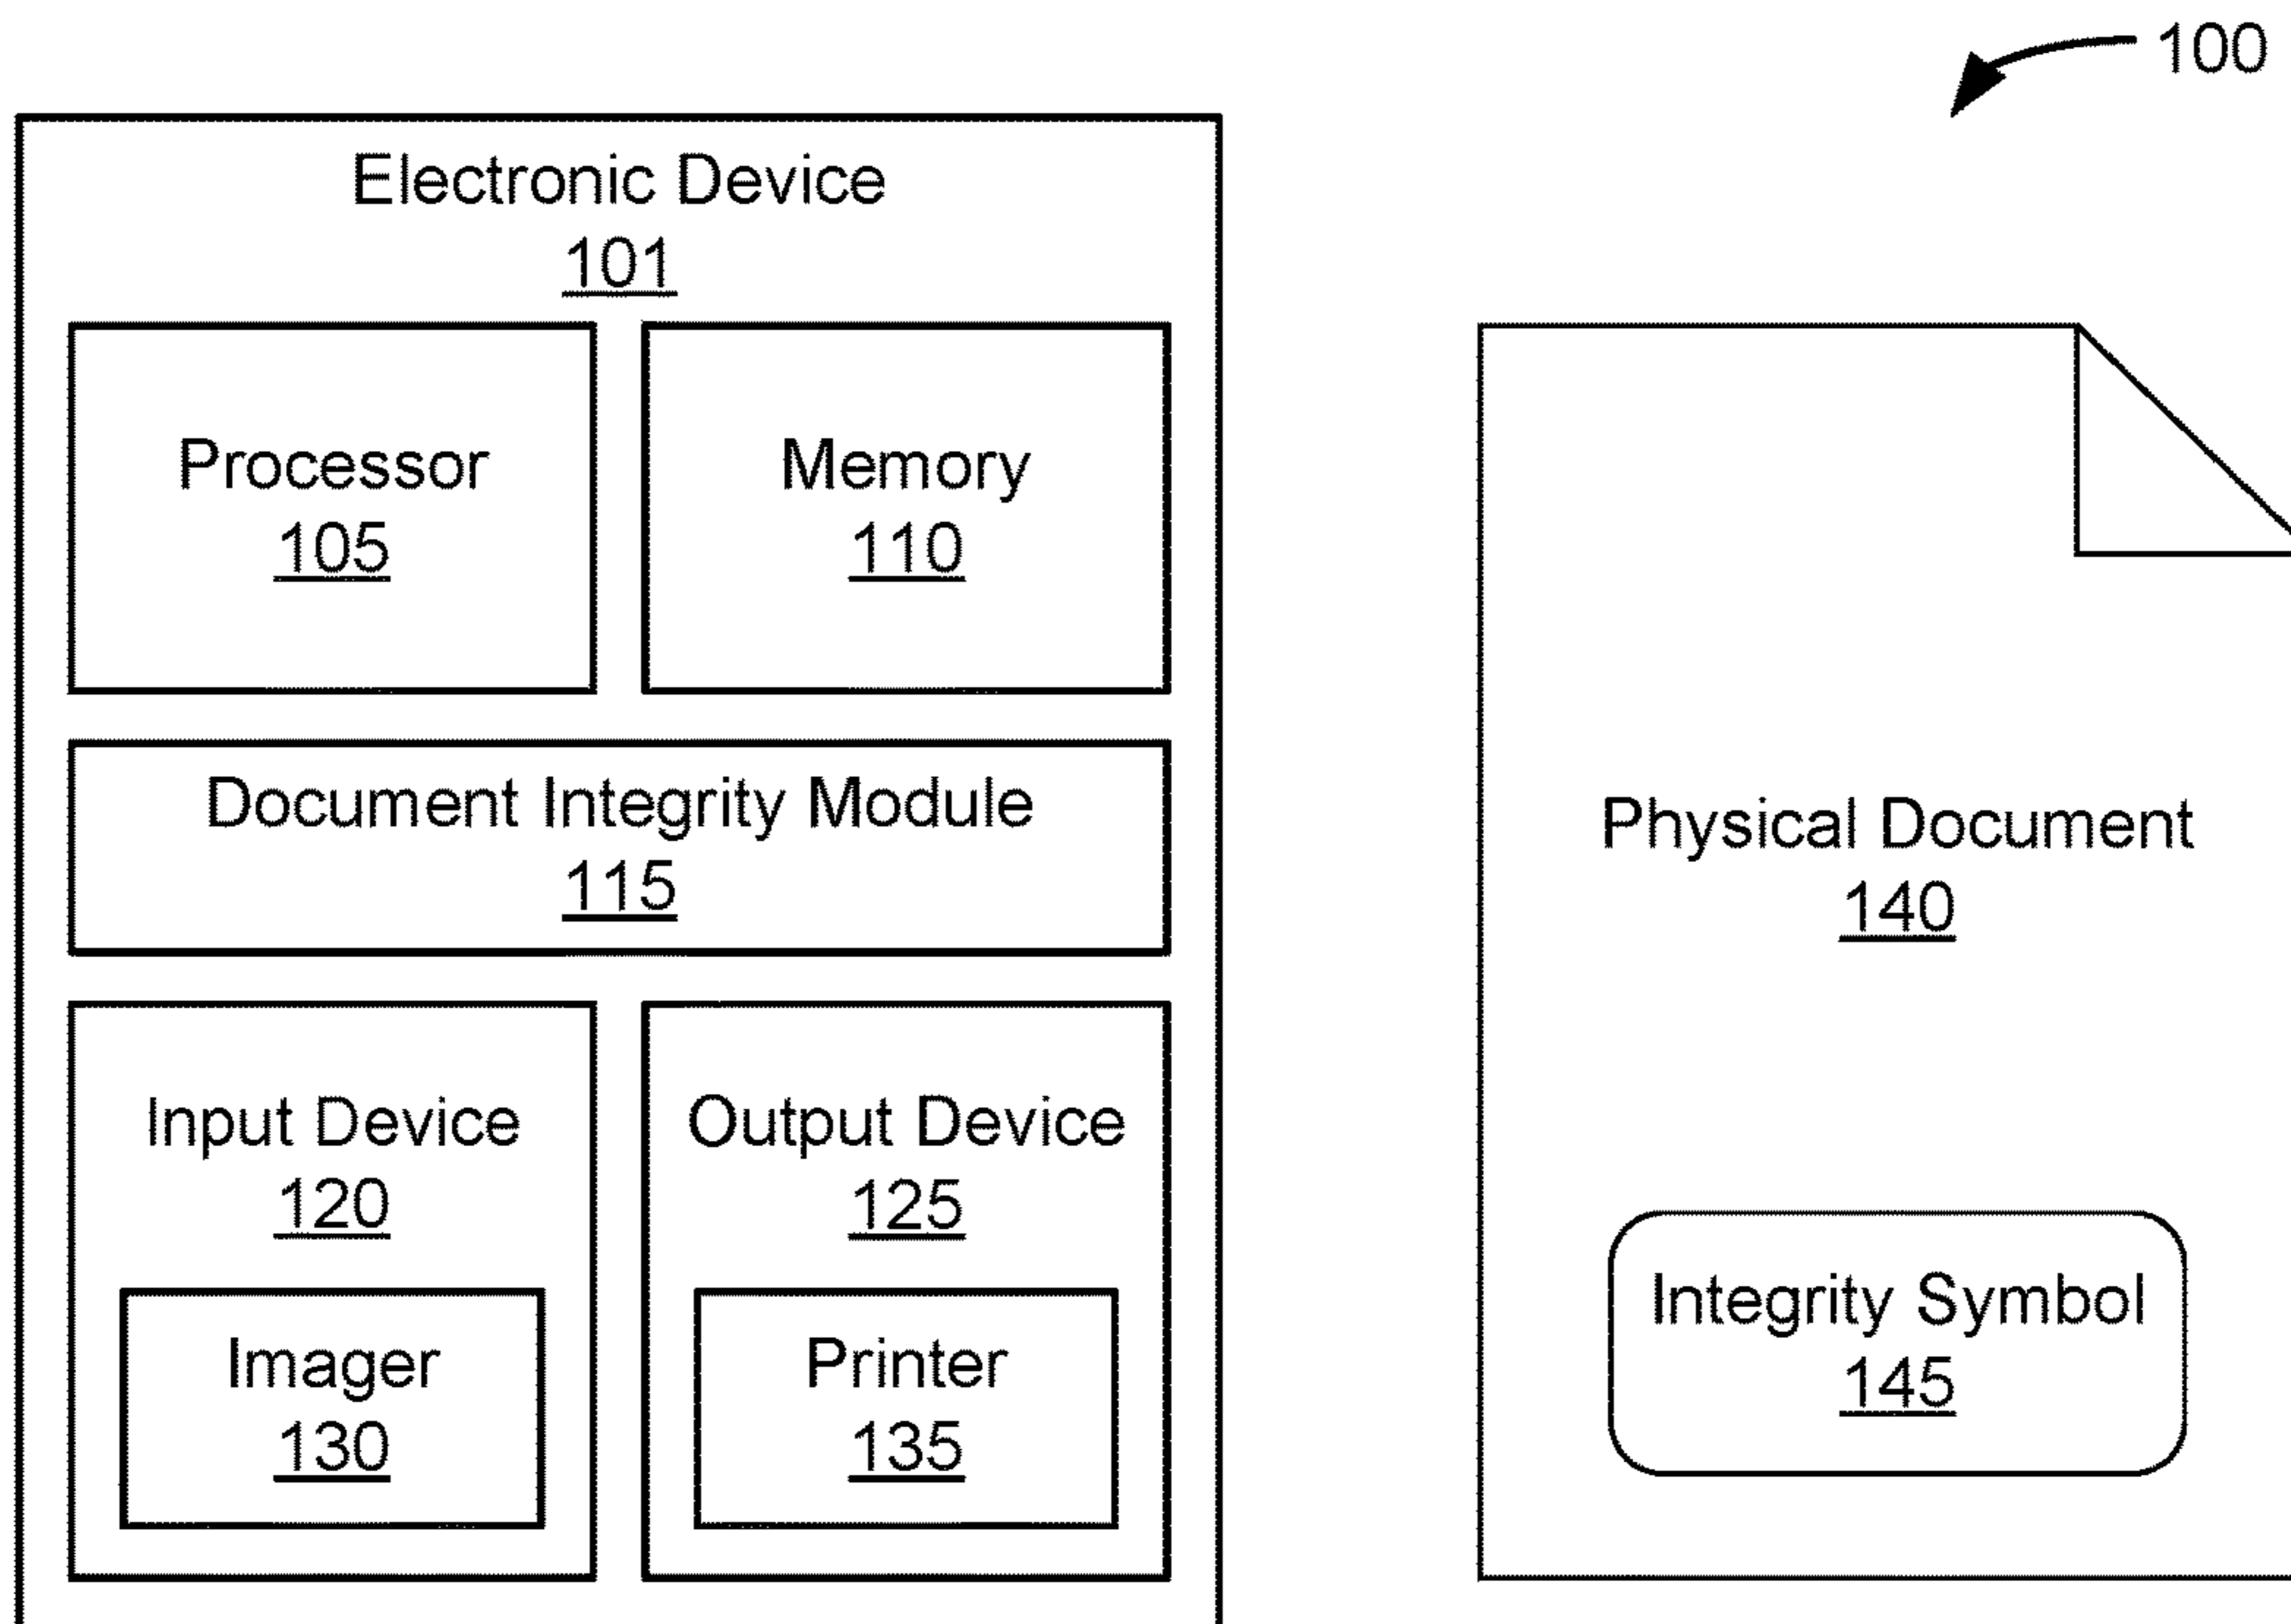 100
Electronic Device
101
Processor
105
Memory
110
Document Integrity Module
115
Input Device
120
Imager
130
Output Device
125
Printer
135
Physical Document
140
Integrity Symbol
145